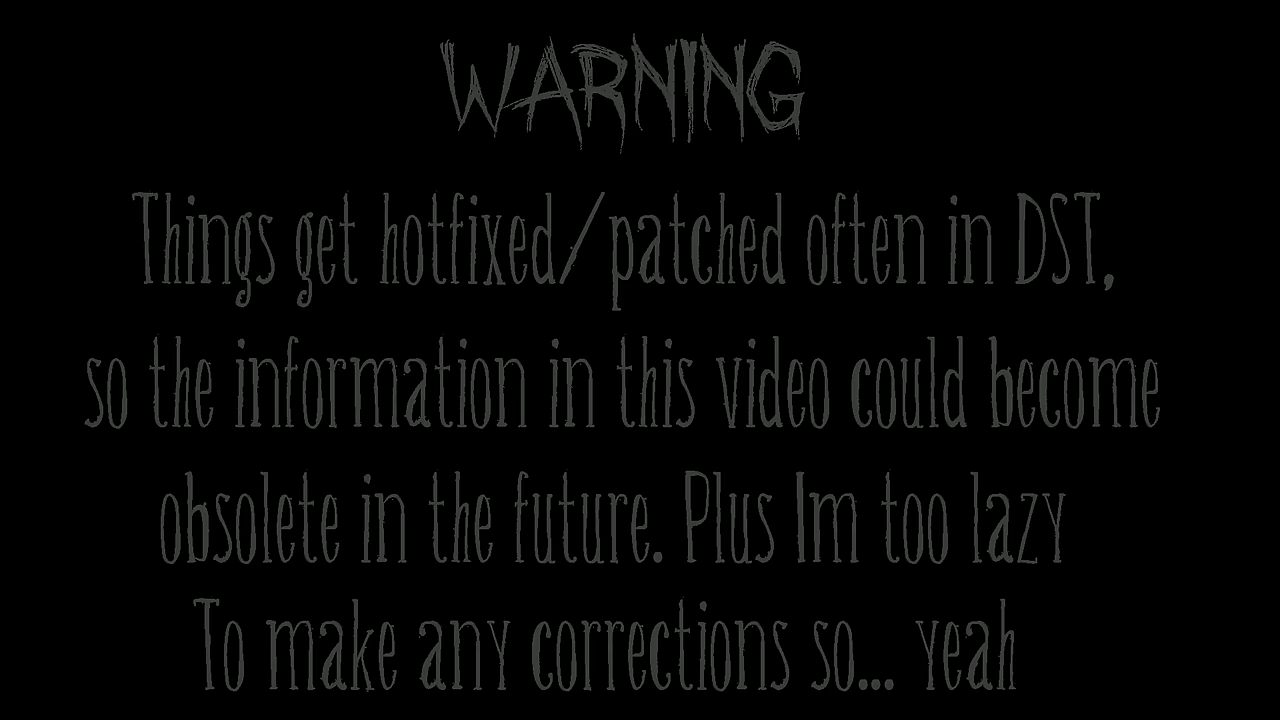 WARNING
Things get hotfixed/patched often in DST,
so the information in this video could become
obsolete in the future. Plus Im too lazy
To make any corrections so... yeah